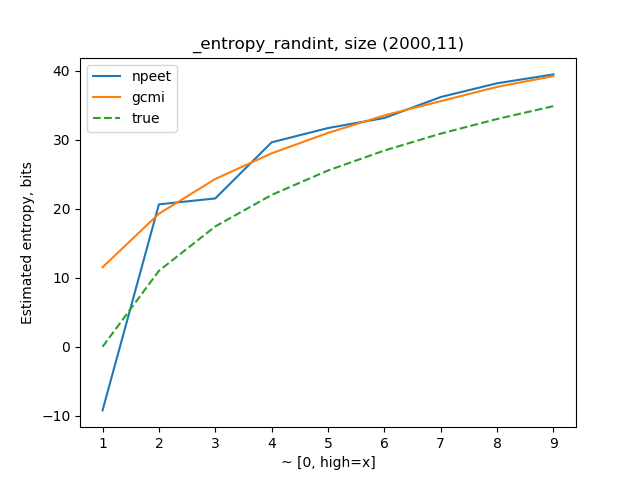 _entropy_randint, size (2000,11)
npeet
gcmi
true
Estimated entropy, bits
40
30
20
10
0
−10
1 2 3 4 5 6 7 8 9
~ [0, high=x]